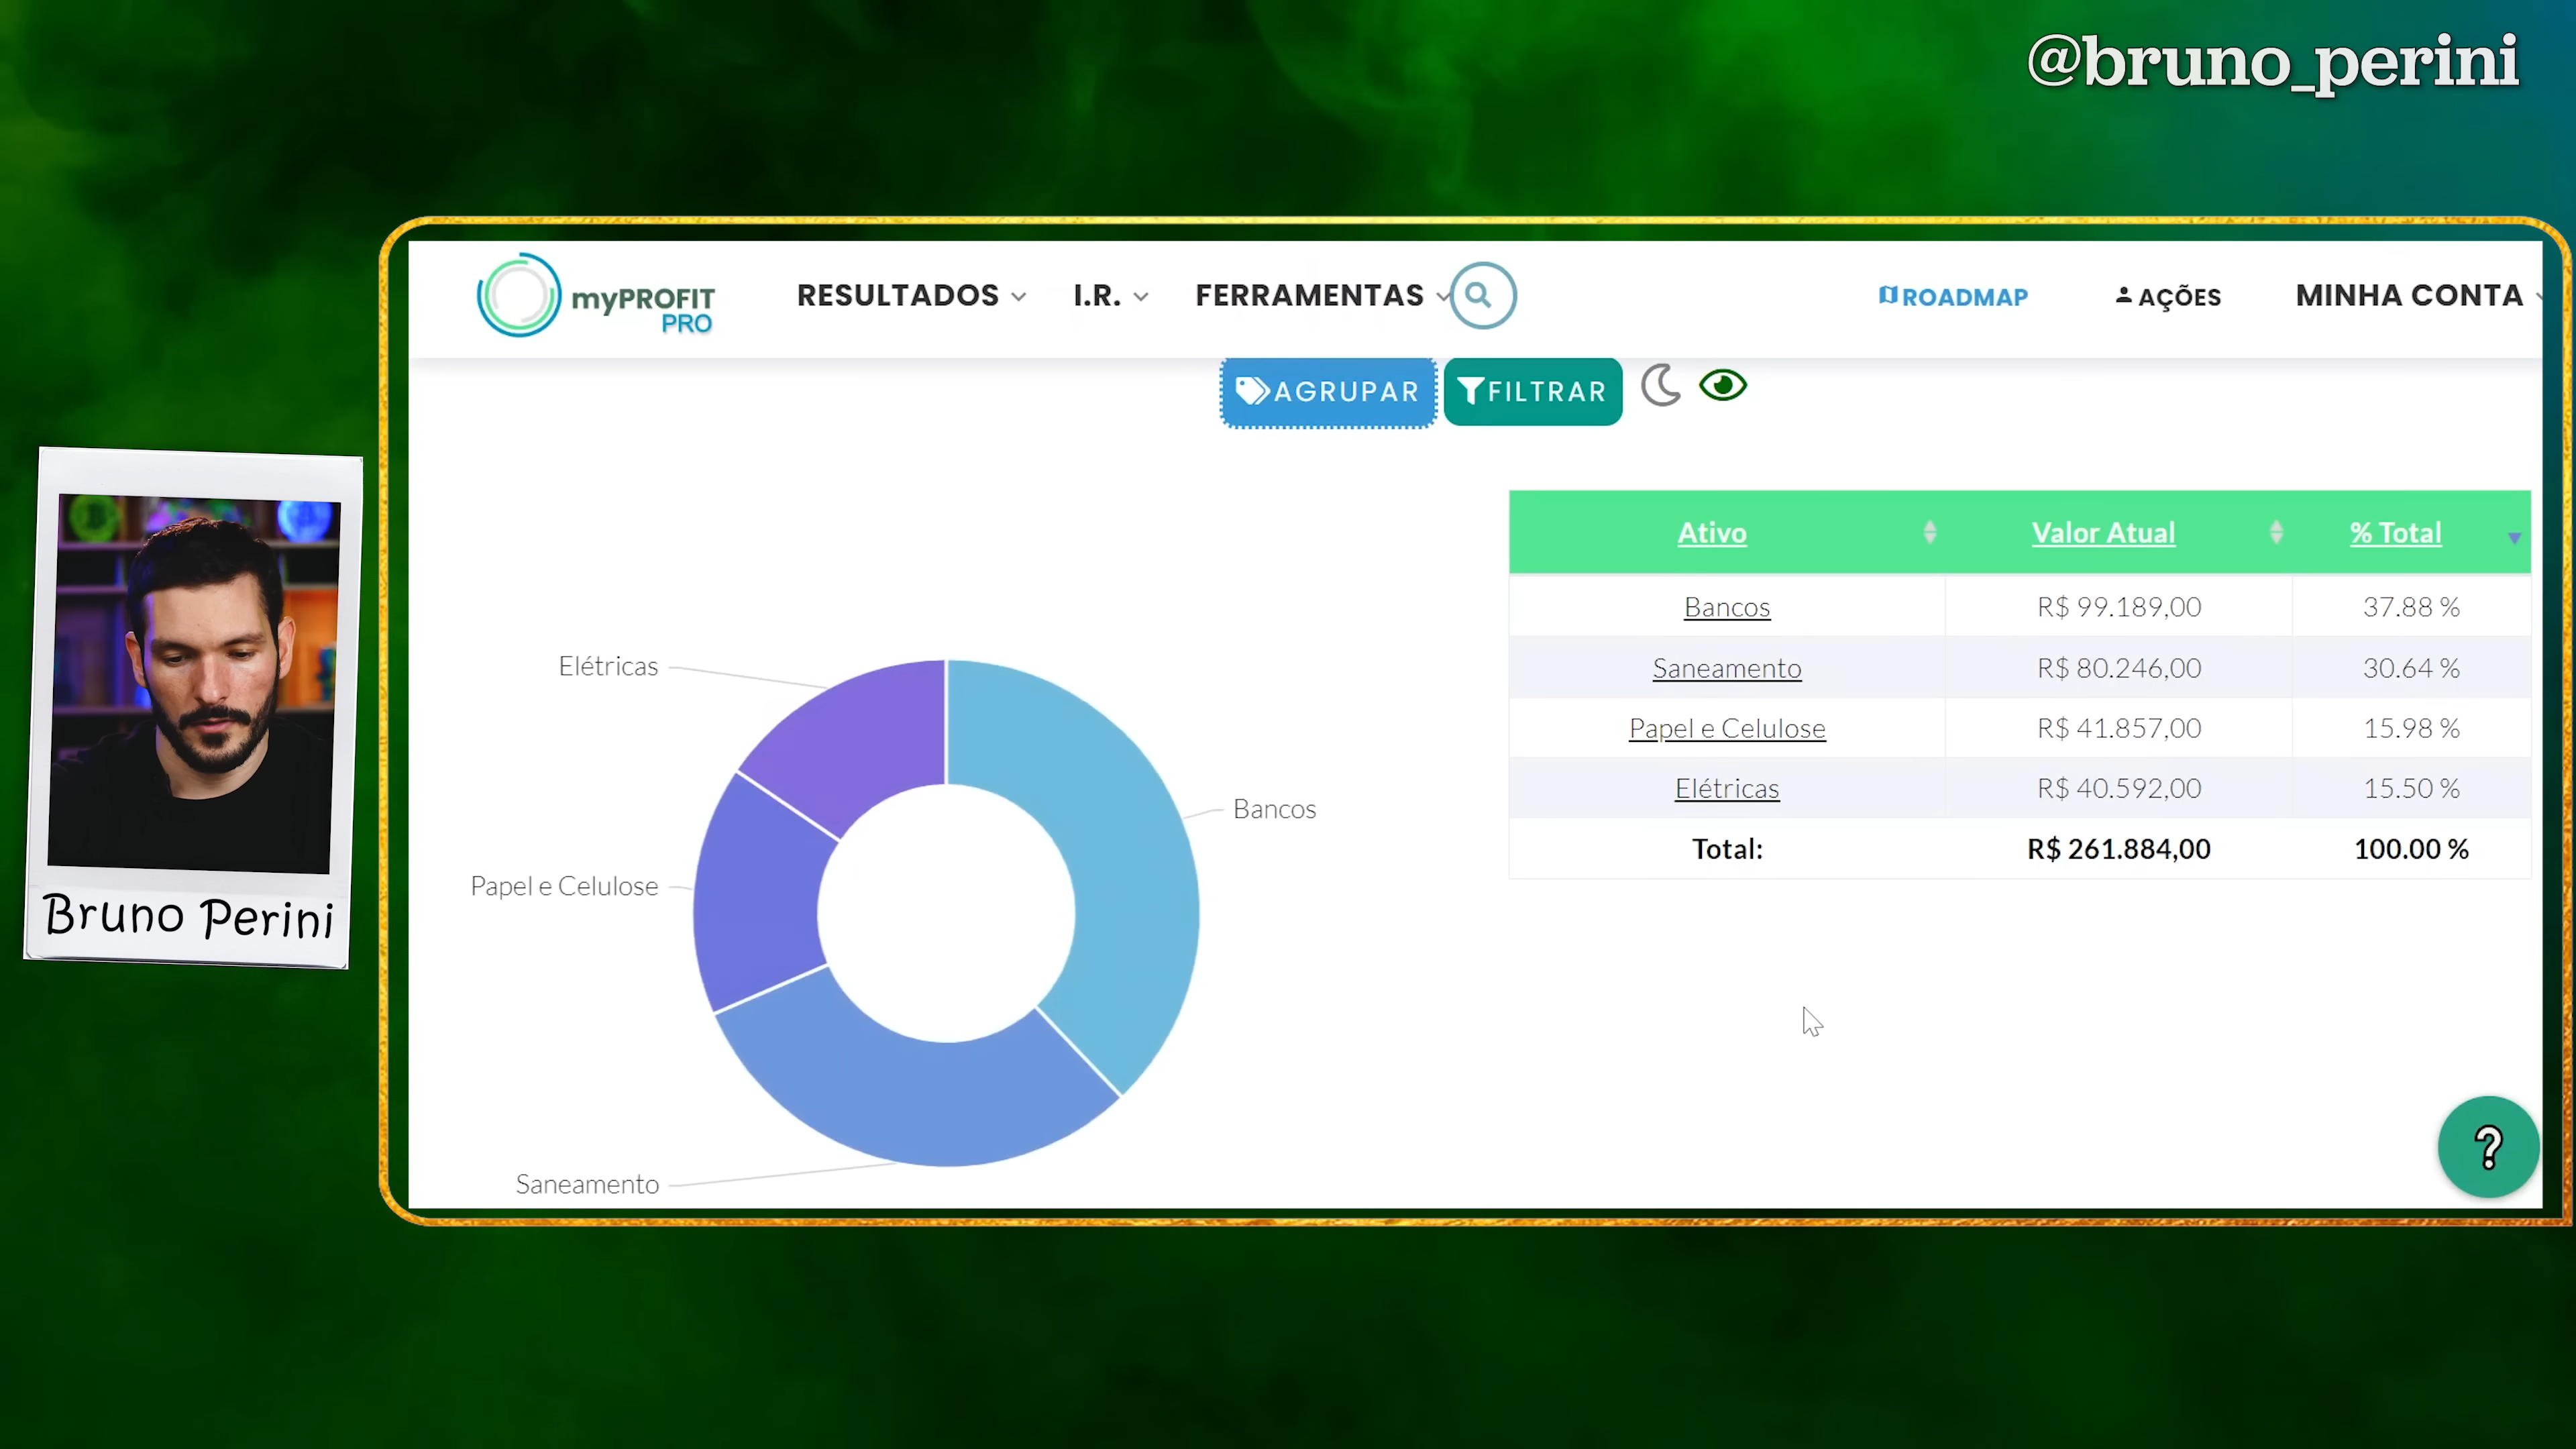 @bruno_perini
myPROFIT
PRO
RESULTADOS
I.R.
FERRAMENTAS
ROADMAP
AÇÕES
MINHA CONTA
AGRUPAR
FILTRAR
Ativo Valor Atual % Total
Bancos R$ 99.189,00 37.88 %
Saneamento R$ 80.246,00 30.64 %
Papel e Celulose R$ 41.857,00 15.98 %
Elétricas R$ 40.592,00 15.50 %
Total: R$ 261.884,00 100.00 %
Elétricas
Bancos
Papel e Celulose
Saneamento
?
Bruno Perini